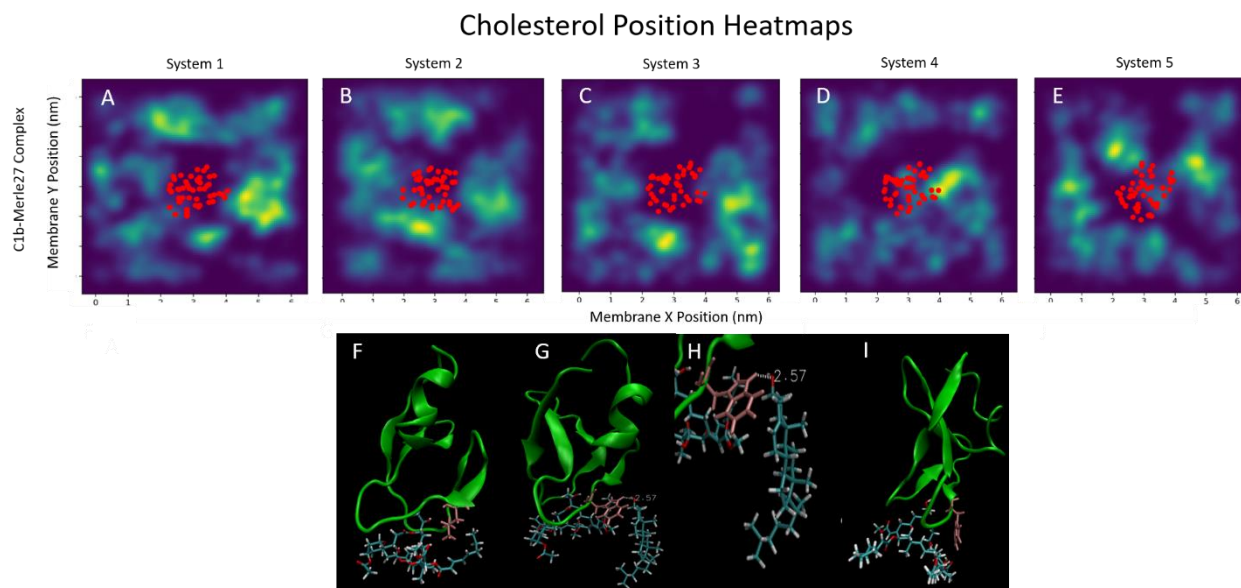 Cholesterol Position Heatmaps
System 1 System 2 System 3 System 4 System 5
C1b-Merle27 Complex
Membrane Y Position (nm)
A B C D E
0 1 2 3 4 5 6 0 2 4 6 0 1 2 3 4 5 6 0 1 2 3 4 5 6 0 1 2 3 4 5 6
Membrane X Position (nm)
A
F G H I
2.57
2.57